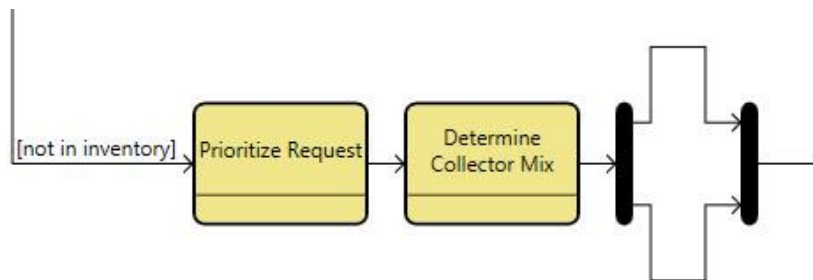 [not in inventory]
Prioritize Request
Determine
Collector Mix